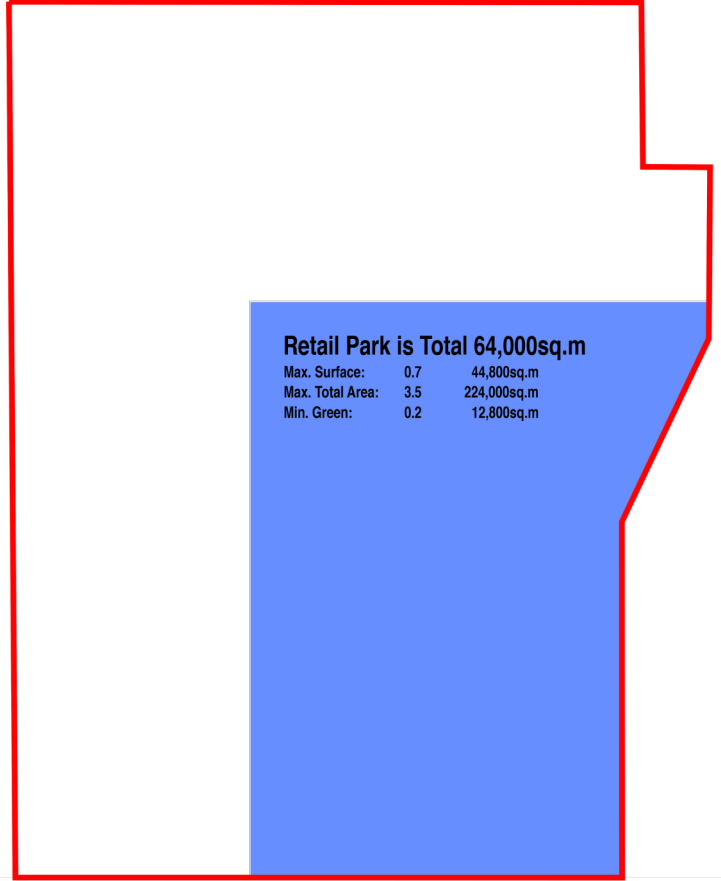 Retail Park is Total 64,000sq.m
Max. Surface: 0.7 44,800sq.m
Max. Total Area: 3.5 224,000sq.m
Min. Green: 0.2 12,800sq.m